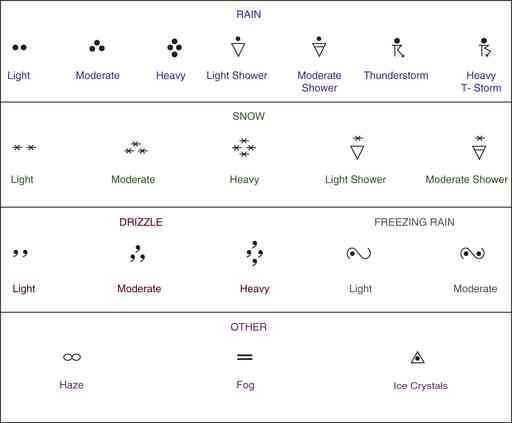 RAIN
Light Moderate Heavy Light Shower Moderate Shower Thunderstorm Heavy T- Storm
SNOW
Light Moderate Heavy Light Shower Moderate Shower
DRIZZLE FREEZING RAIN
Light Moderate Heavy Light Moderate
OTHER
Haze Fog Ice Crystals